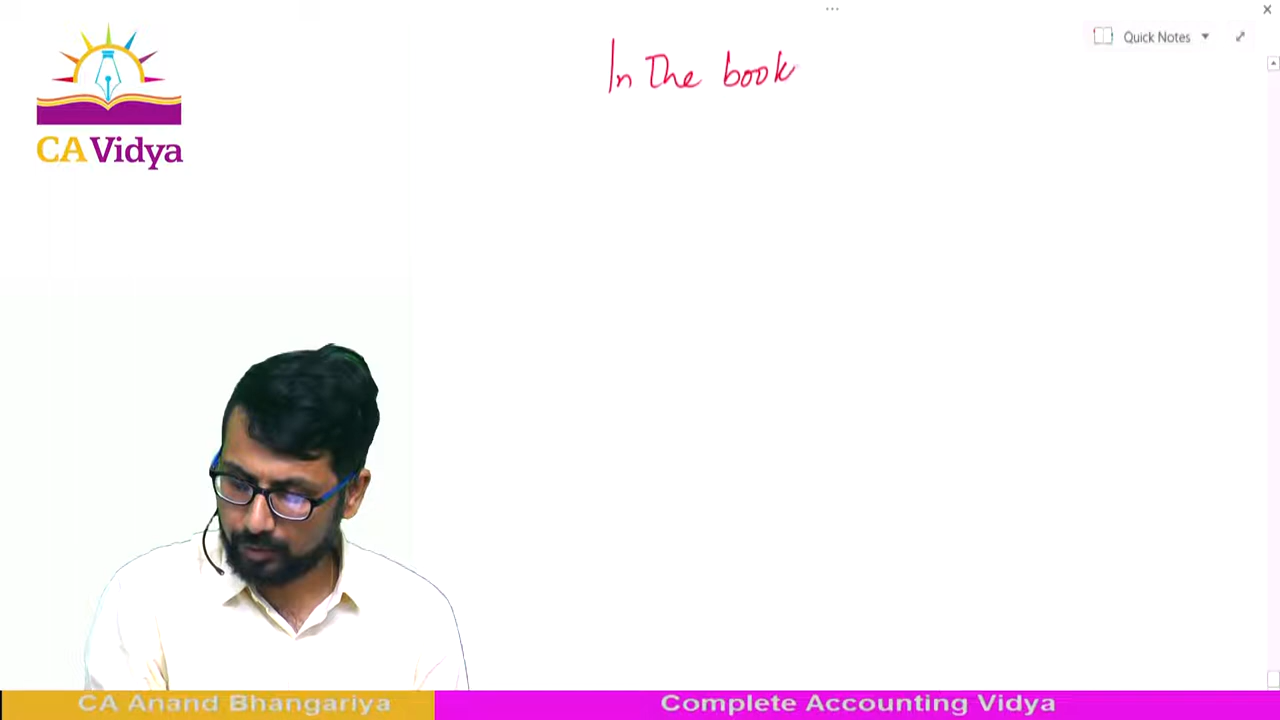 In The book
Quick Notes
CA Vidya
CA Anand Bhangariya
Complete Accounting Vidya